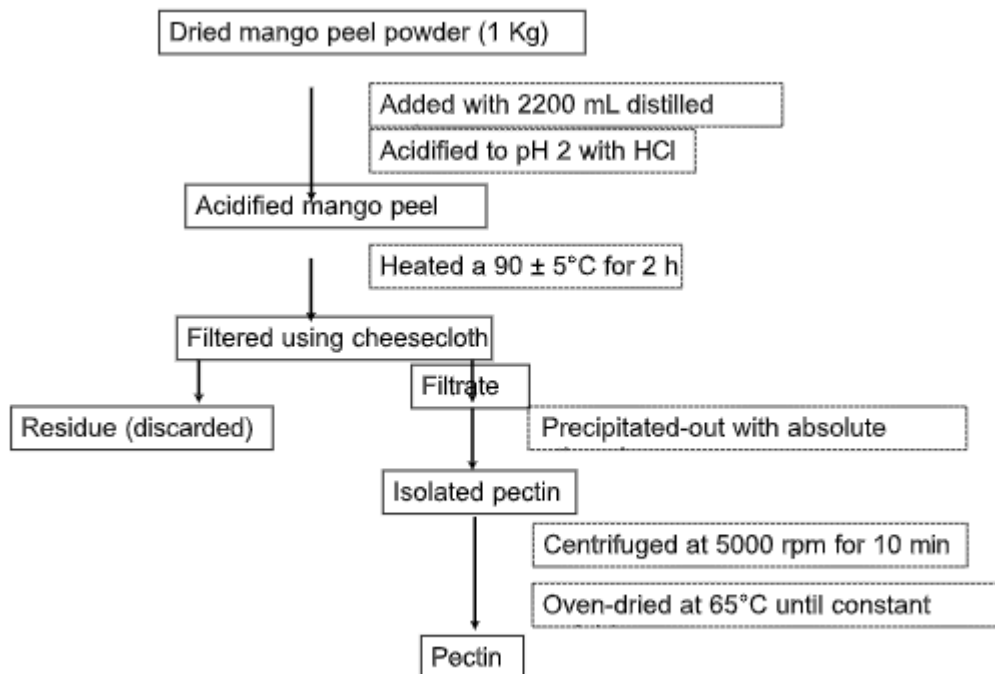 Dried mango peel powder (1 Kg)
Added with 2200 mL distilled
Acidified to pH 2 with HCl
Acidified mango peel
Heated a 90 ± 5°C for 2 h
Filtered using cheesecloth
Filtrate
Residue (discarded)
Precipitated-out with absolute
Isolated pectin
Centrifuged at 5000 rpm for 10 min
Oven-dried at 65°C until constant
Pectin